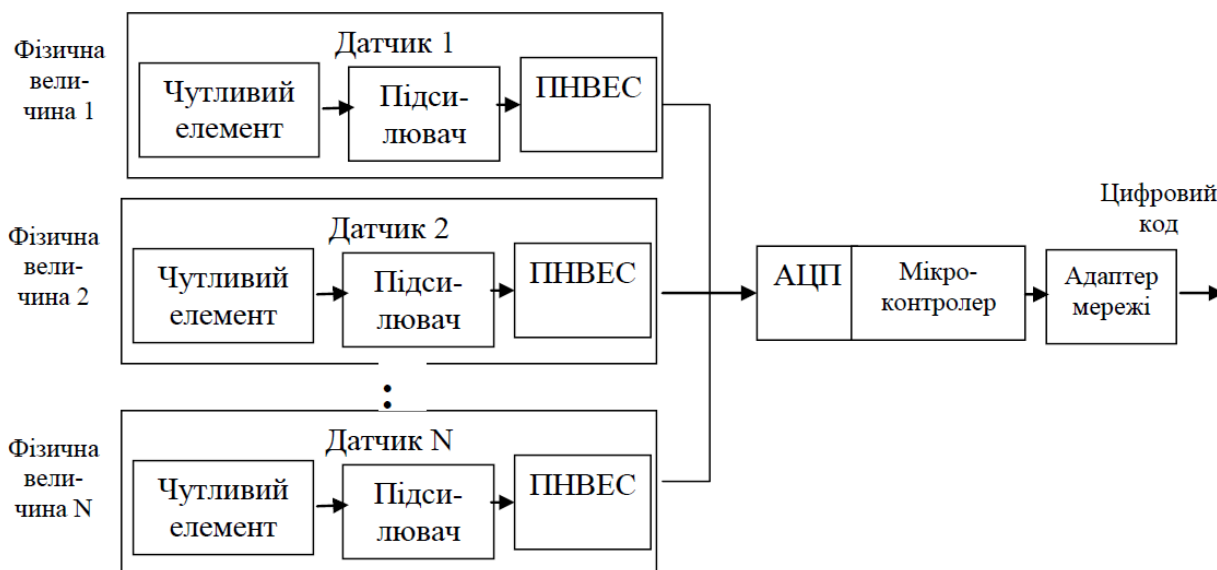 Фізична
вели-
чина 1
Датчик 1
Чутливий
елемент
Підси-
лювач
ПНВЕС
Фізична
вели-
чина 2
Датчик 2
Чутливий
елемент
Підси-
лювач
ПНВЕС
Фізична
вели-
чина N
Датчик N
Чутливий
елемент
Підси-
лювач
ПНВЕС
АЦП
Мікро-
контролер
Адаптер
мережі
Цифровий
код